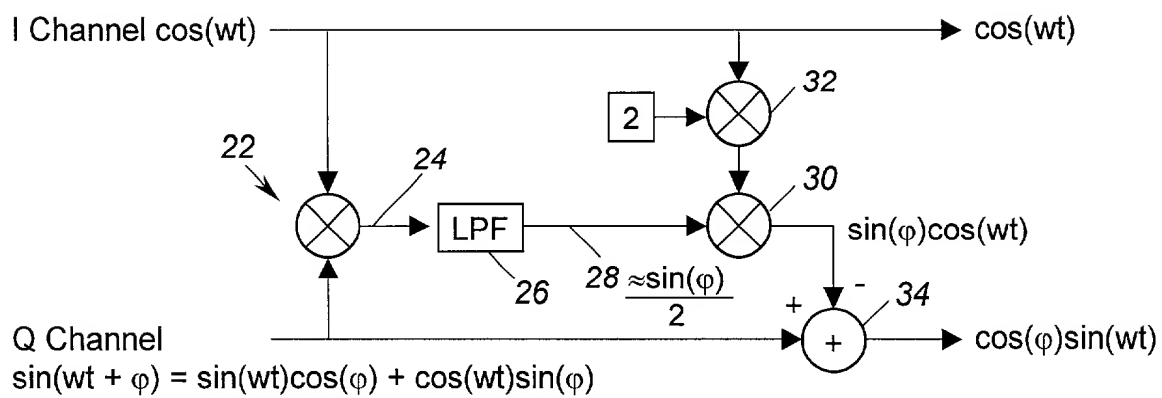 I Channel cos(wt)
cos(wt)
32
2
22
24
30
LPF
sin(φ)cos(wt)
26
28
≈sin(φ)
2
-
34
+
+
Q Channel
cos(φ)sin(wt)
sin(wt + φ) = sin(wt)cos(φ) + cos(wt)sin(φ)